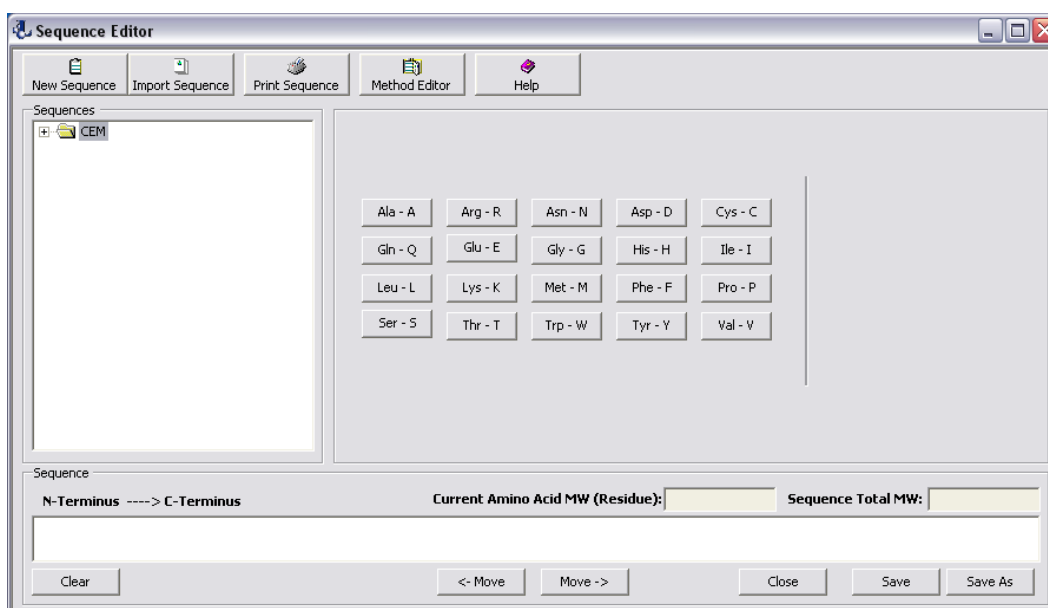 Sequence Editor
New Sequence Import Sequence Print Sequence Method Editor Help
Sequences
CEM
Ala - A Arg - R Asn - N Asp - D Cys - C
Gln - Q Glu - E Gly - G His - H Ile - I
Leu - L Lys - K Met - M Phe - F Pro - P
Ser - S Thr - T Trp - W Tyr - Y Val - V
Sequence
N-Terminus ----> C-Terminus Current Amino Acid MW (Residue): Sequence Total MW:
Clear <- Move Move -> Close Save Save As